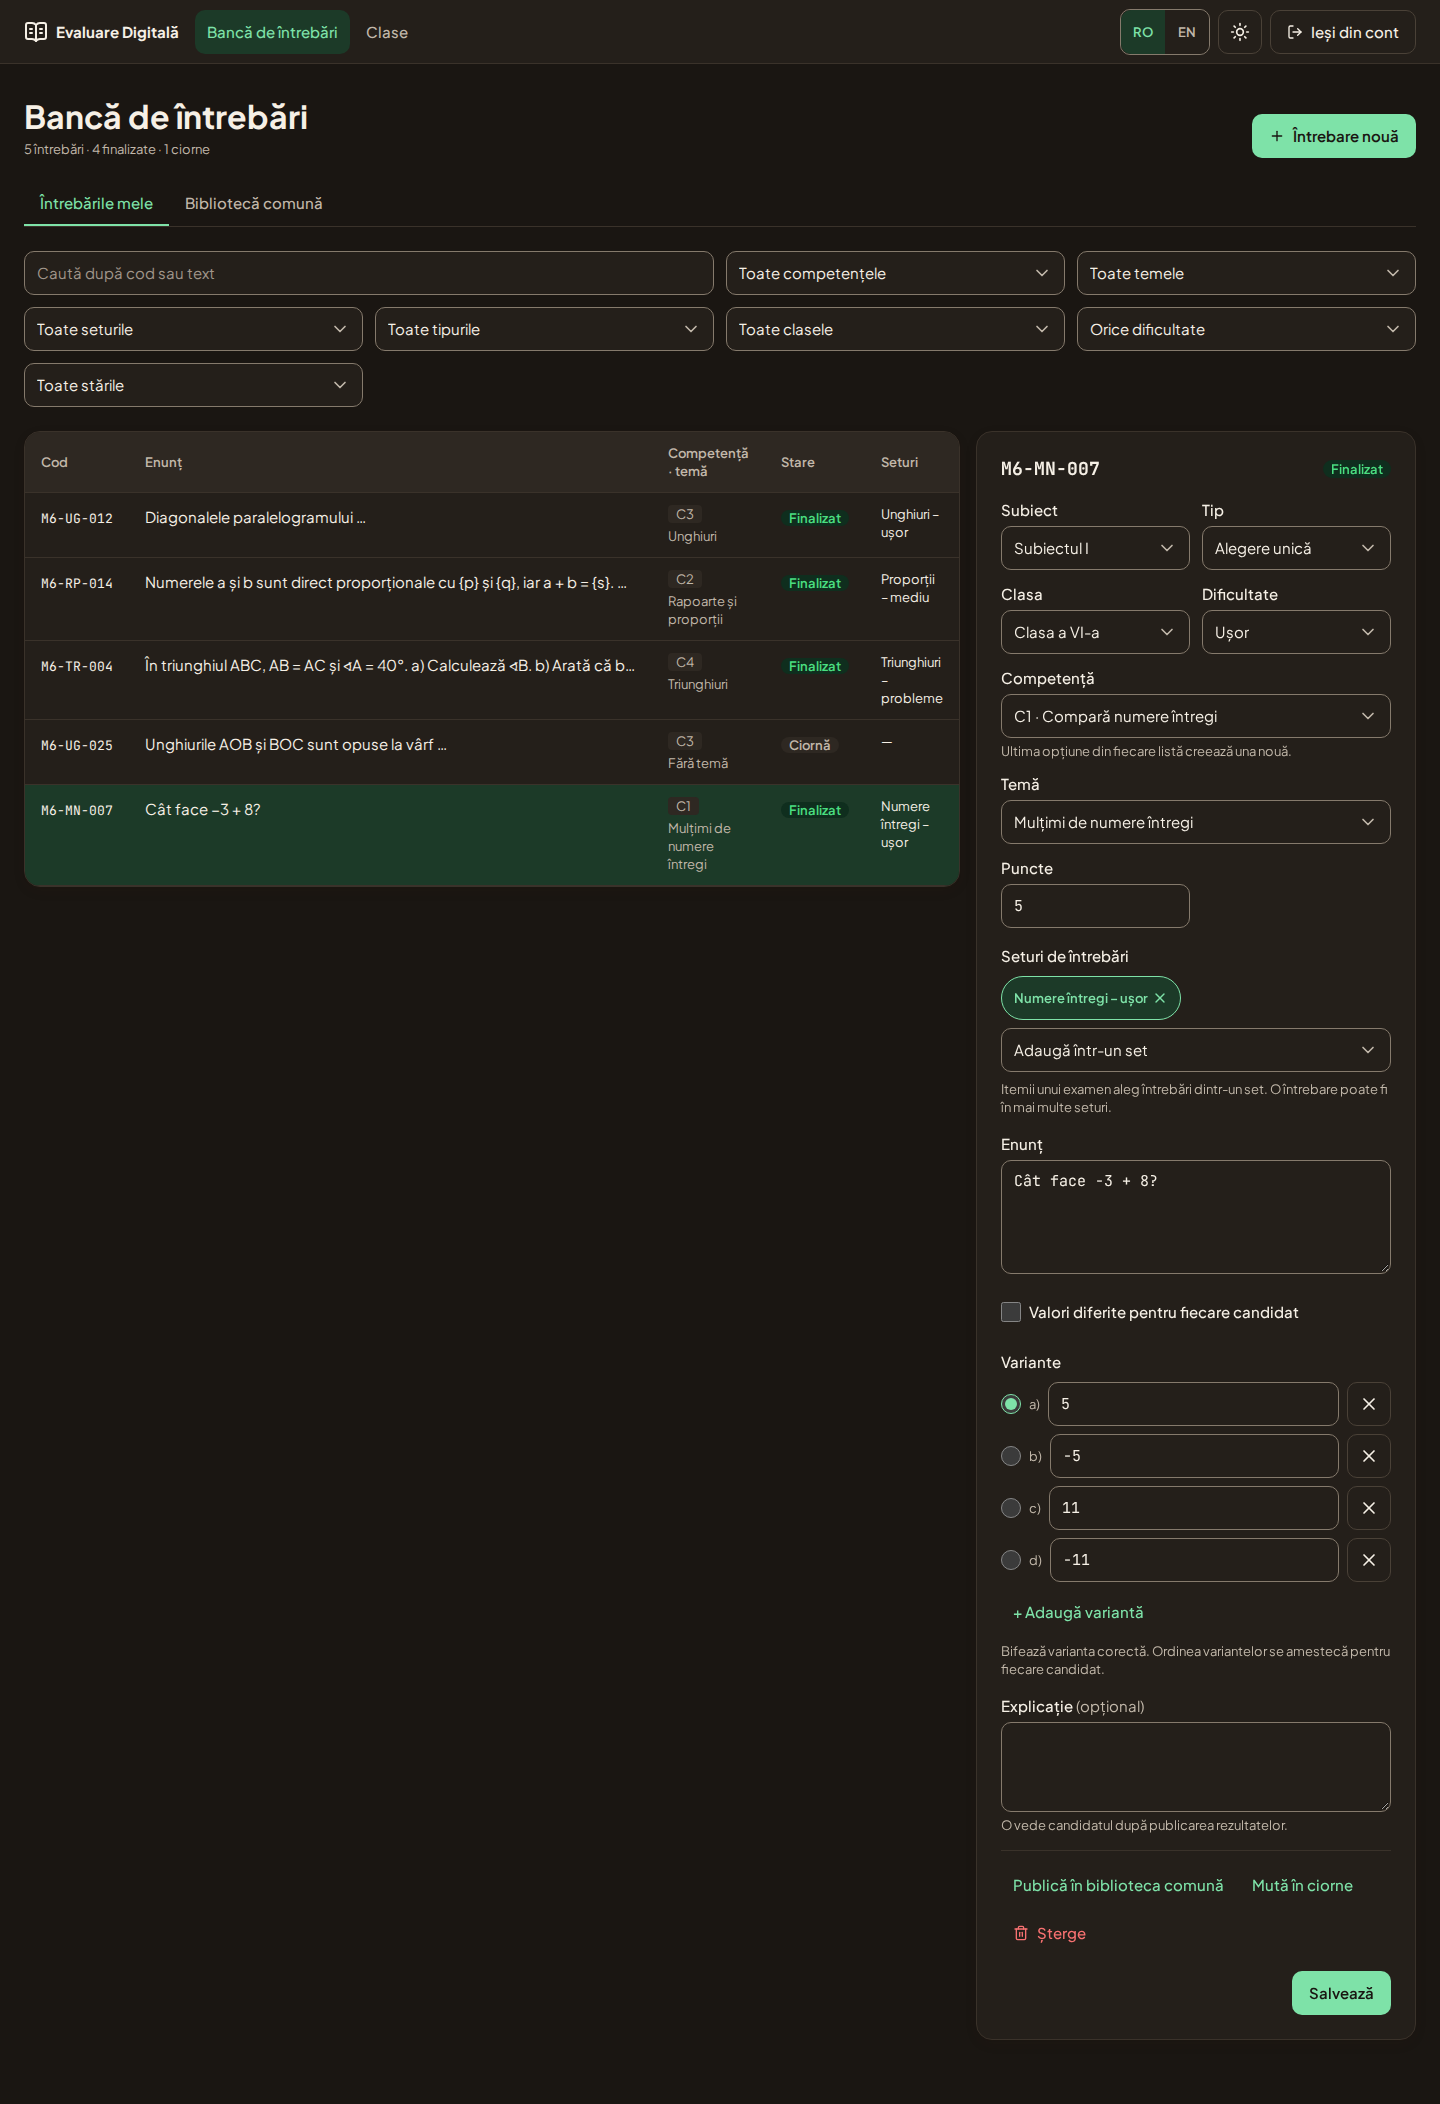 Evaluare Digitală
Bancă de întrebări
Clase
RO
EN
Ieși din cont
Bancă de întrebări
5 întrebări · 4 finalizate · 1 ciorne
+ Întrebare nouă
Întrebările mele
Bibliotecă comună
Caută după cod sau text
Toate competențele
Toate temele
Toate seturile
Toate tipurile
Toate clasele
Orice dificultate
Toate stările
Cod
Enunț
Competență
· temă
Stare
Seturi
M6-UG-012
Diagonalele paralelogramului ...
C3
Unghiuri
Finalizat
Unghiuri –
ușor
M6-RP-014
Numerele a și b sunt direct proporționale cu {p} și {q}, iar a + b = {s}. ...
C2
Rapoarte și
proporții
Finalizat
Proporții
– mediu
M6-TR-004
În triunghiul ABC, AB = AC și ∢A = 40°. a) Calculează ∢B. b) Arată că b...
C4
Triunghiuri
Finalizat
Triunghiuri
–
probleme
M6-UG-025
Unghiurile AOB și BOC sunt opuse la vârf ...
C3
Fără temă
Ciornă
—
M6-MN-007
Cât face −3 + 8?
C1
Mulțimi de
numere
întregi
Finalizat
Numere
întregi –
ușor
M6-MN-007
Finalizat
Subiect
Tip
Subiectul I
Alegere unică
Clasa
Dificultate
Clasa a VI-a
Ușor
Competență
C1 · Compară numere întregi
Ultima opțiune din fiecare listă creează una nouă.
Temă
Mulțimi de numere întregi
Puncte
5
Seturi de întrebări
Numere întregi – ușor
Adaugă într-un set
Itemii unui examen aleg întrebări dintr-un set. O întrebare poate fi
în mai multe seturi.
Enunț
Cât face -3 + 8?
Valori diferite pentru fiecare candidat
Variante
a) 5
b) -5
c) 11
d) -11
+ Adaugă variantă
Bifează varianta corectă. Ordinea variantelor se amestecă pentru
fiecare candidat.
Explicație (opțional)
O vede candidatul după publicarea rezultatelor.
Publică în biblioteca comună
Mută în ciorne
Șterge
Salvează